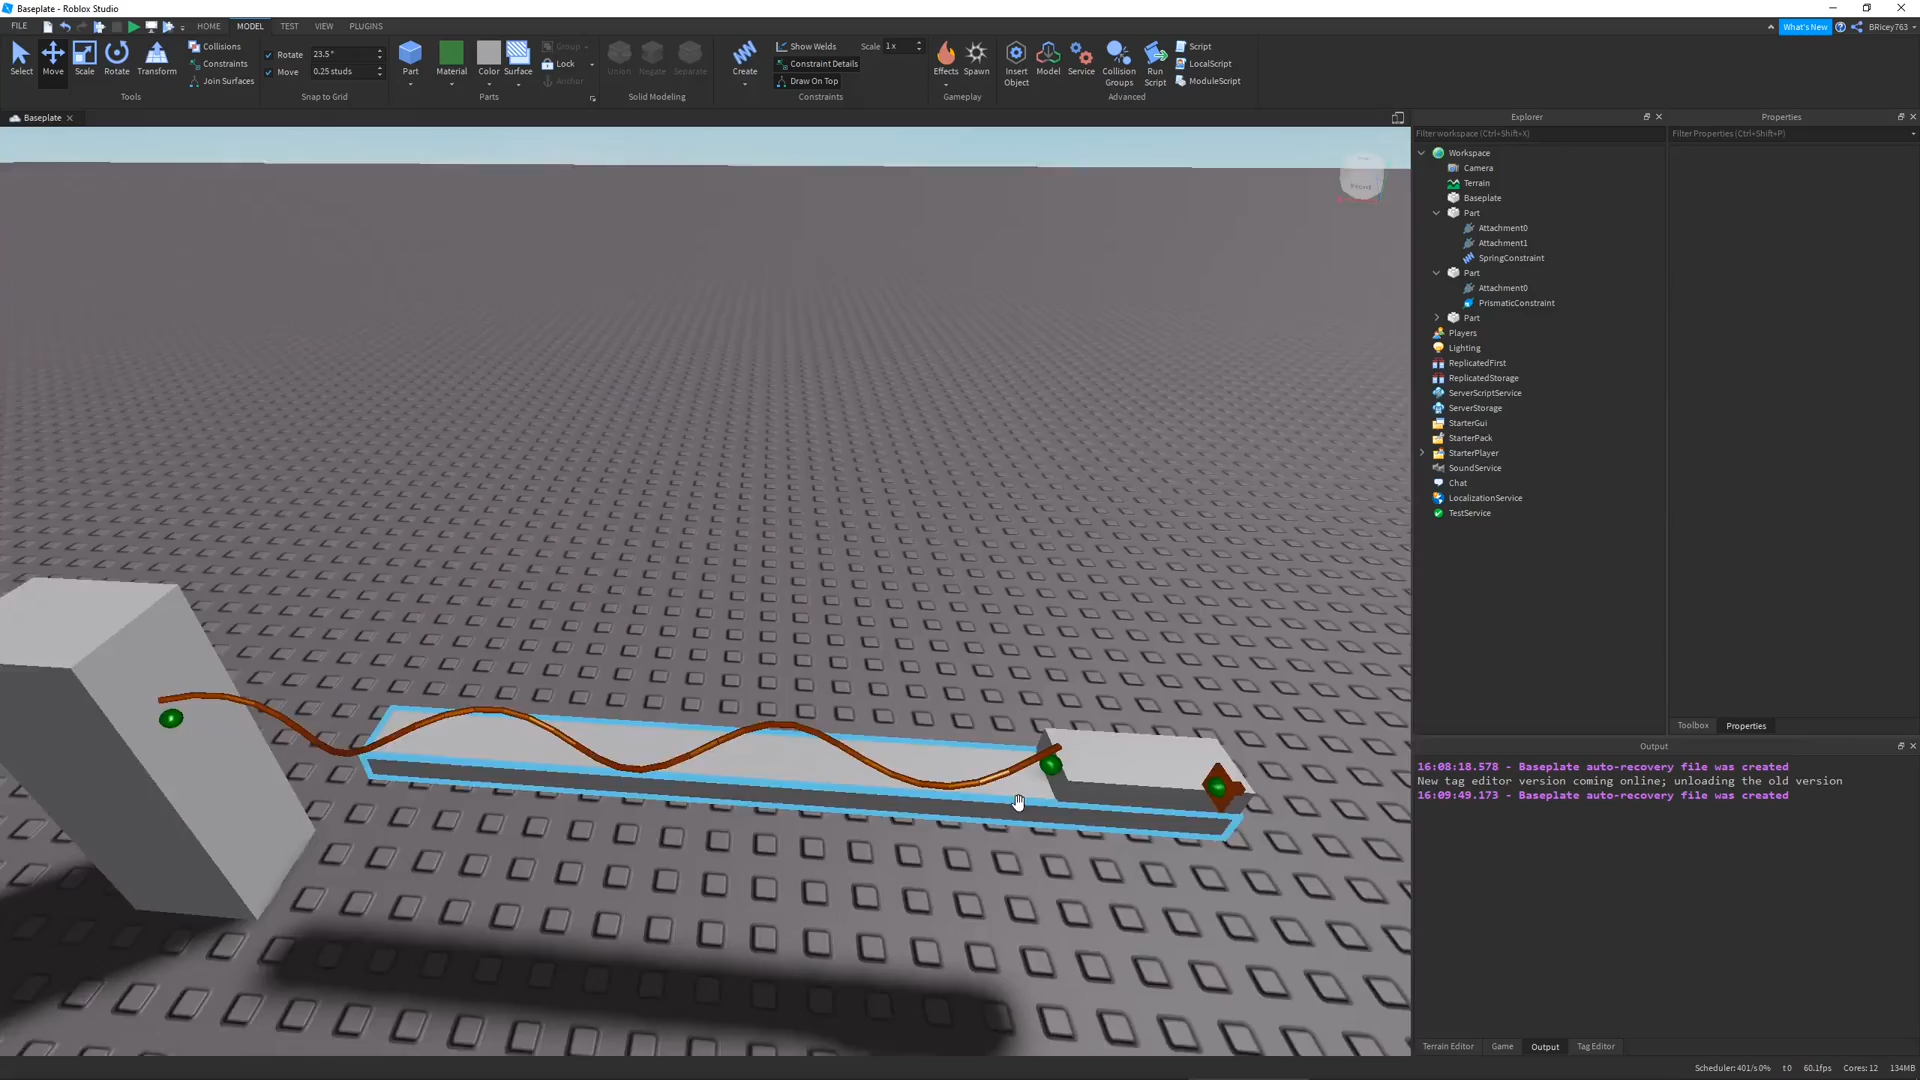 Baseplate - Roblox Studio
FILE HOME MODEL TEST VIEW PLUGINS What's New BRicey763
Select Move Scale Rotate Transform
Collisions
Constraints
Join Surfaces
Tools
Rotate 23.5°
Move 0.25 studs
Snap to Grid
Part Material Color Surface
Group
Lock
Anchor
Parts
Union Negate Separate
Solid Modeling
Create
Show Welds Scale 1 x
Constraint Details
Draw On Top
Constraints
Effects Spawn
Gameplay
Insert Object Model Service Collision Groups Run Script
Script
LocalScript
ModuleScript
Advanced
Baseplate
Front
Explorer
Filter workspace (Ctrl+Shift+X)
Workspace
Camera
Terrain
Baseplate
Part
Attachment0
Attachment1
SpringConstraint
Part
Attachment0
PrismaticConstraint
Part
Players
Lighting
ReplicatedFirst
ReplicatedStorage
ServerScriptService
ServerStorage
StarterGui
StarterPack
StarterPlayer
SoundService
Chat
LocalizationService
TestService
Properties
Filter Properties (Ctrl+Shift+P)
Toolbox Properties
Output
16:08:18.578 - Baseplate auto-recovery file was created
New tag editor version coming online; unloading the old version
16:09:49.173 - Baseplate auto-recovery file was created
Terrain Editor Game Output Tag Editor
Scheduler: 401/s 0% t 0 60.1fps Cores: 12 134MB